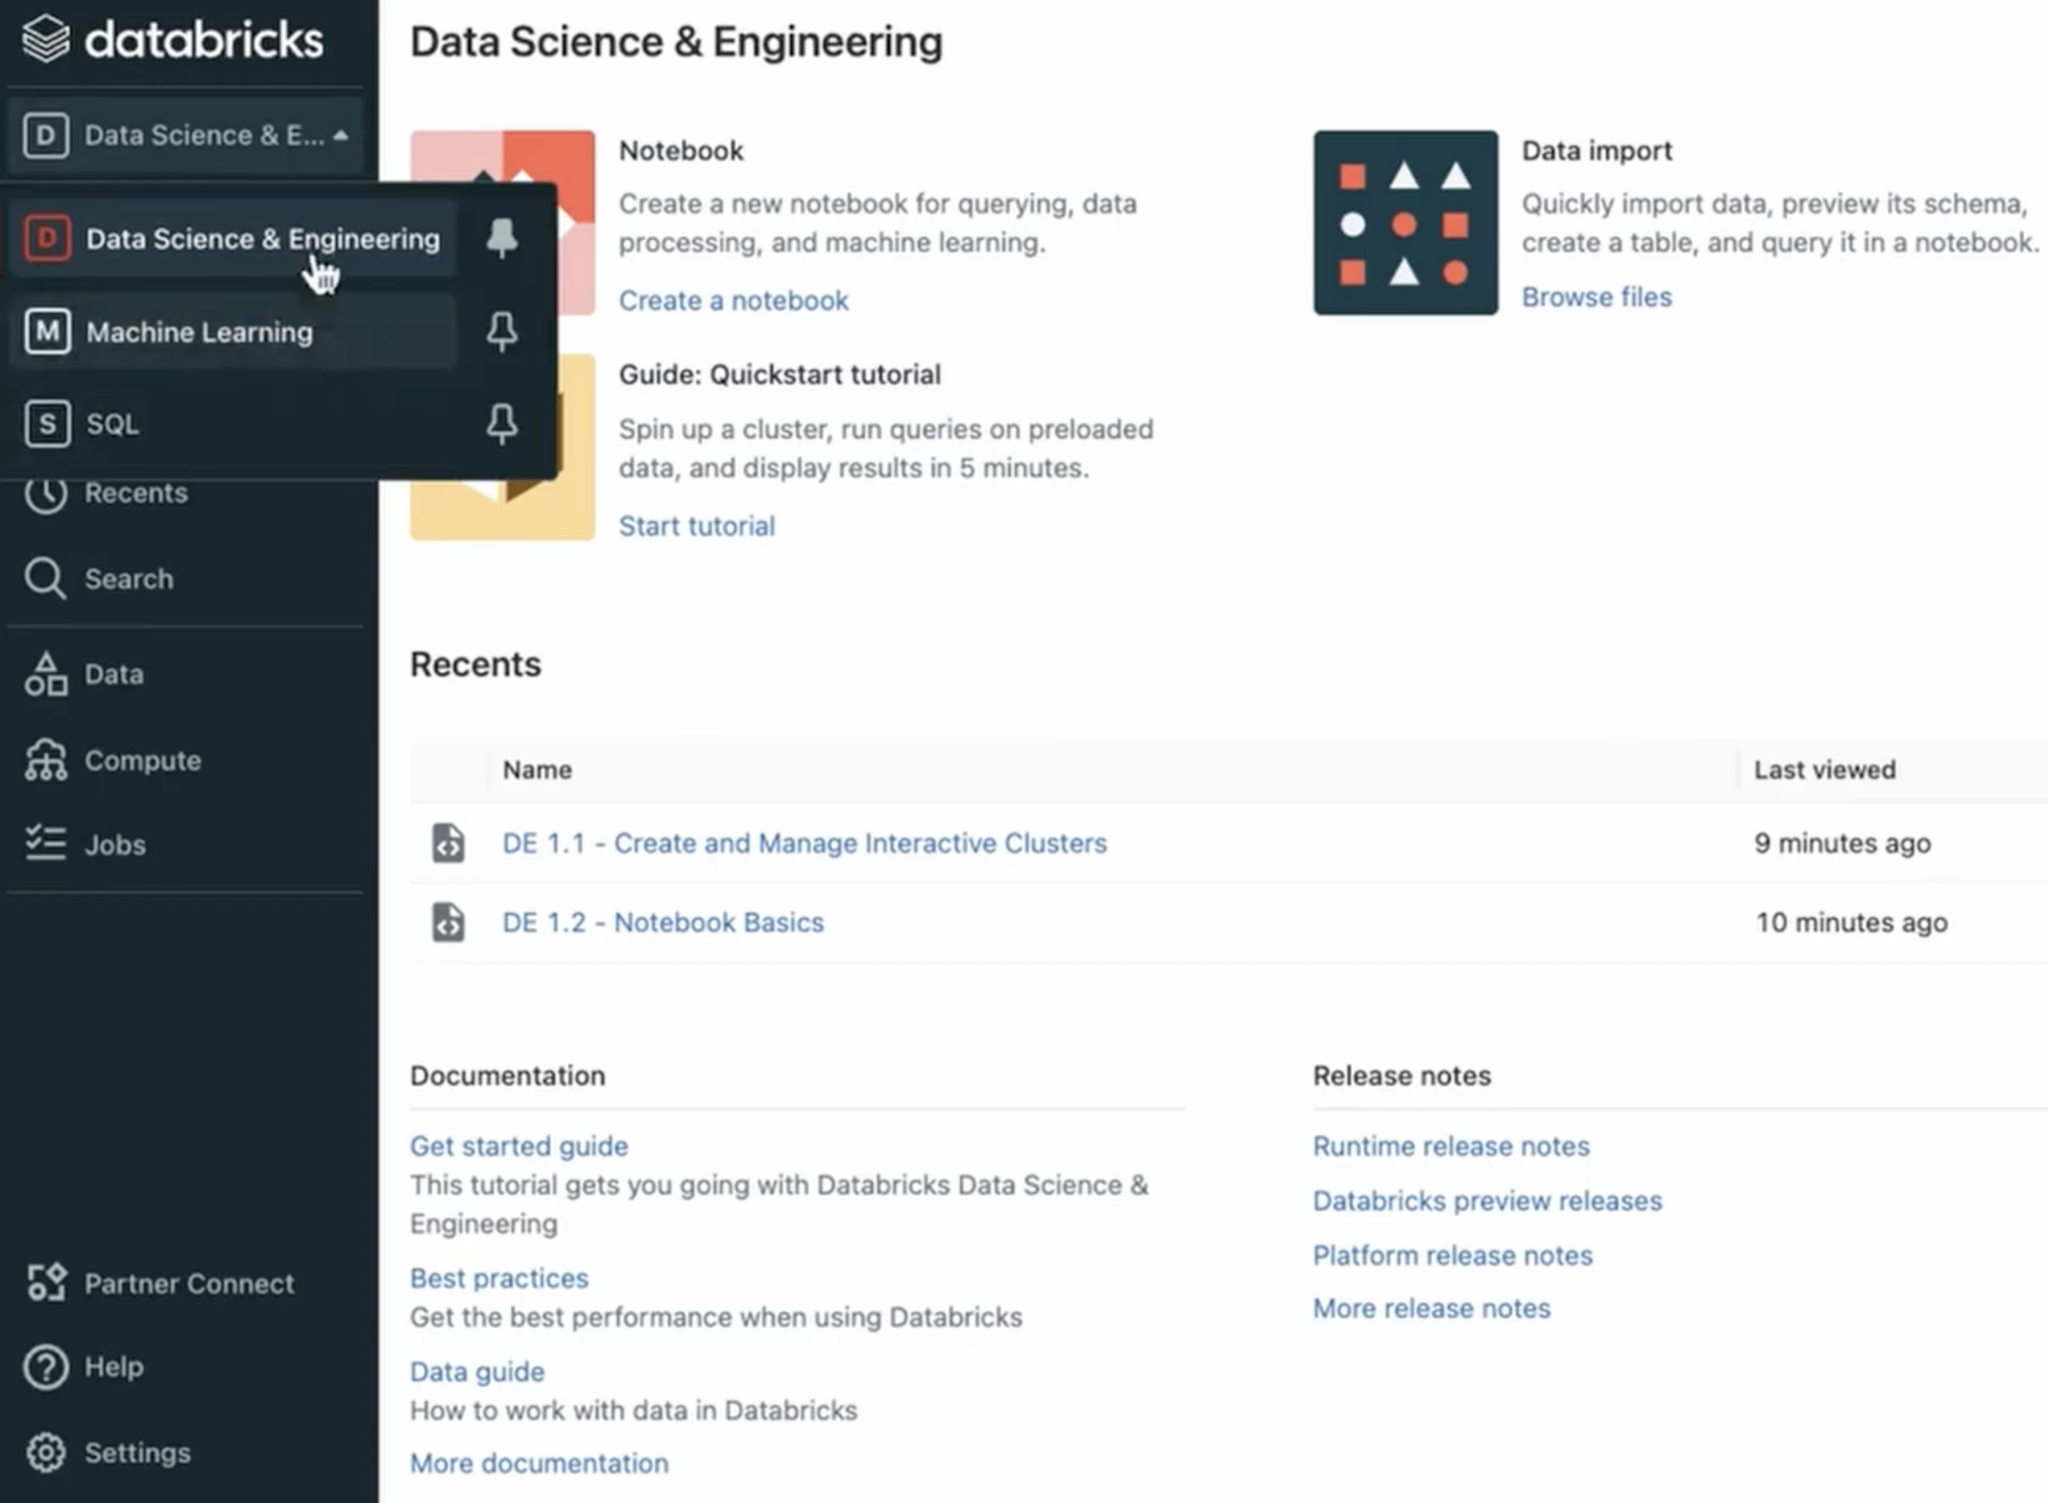 databricks
D Data Science & E...
D Data Science & Engineering
M Machine Learning
S SQL
Recents
Search
Data
Compute
Jobs
Partner Connect
Help
Settings
Data Science & Engineering
Notebook
Create a new notebook for querying, data
processing, and machine learning.
Create a notebook
Data import
Quickly import data, preview its schema,
create a table, and query it in a notebook.
Browse files
Guide: Quickstart tutorial
Spin up a cluster, run queries on preloaded
data, and display results in 5 minutes.
Start tutorial
Recents
Name Last viewed
DE 1.1 - Create and Manage Interactive Clusters 9 minutes ago
DE 1.2 - Notebook Basics 10 minutes ago
Documentation
Get started guide
This tutorial gets you going with Databricks Data Science &
Engineering
Best practices
Get the best performance when using Databricks
Data guide
How to work with data in Databricks
More documentation
Release notes
Runtime release notes
Databricks preview releases
Platform release notes
More release notes